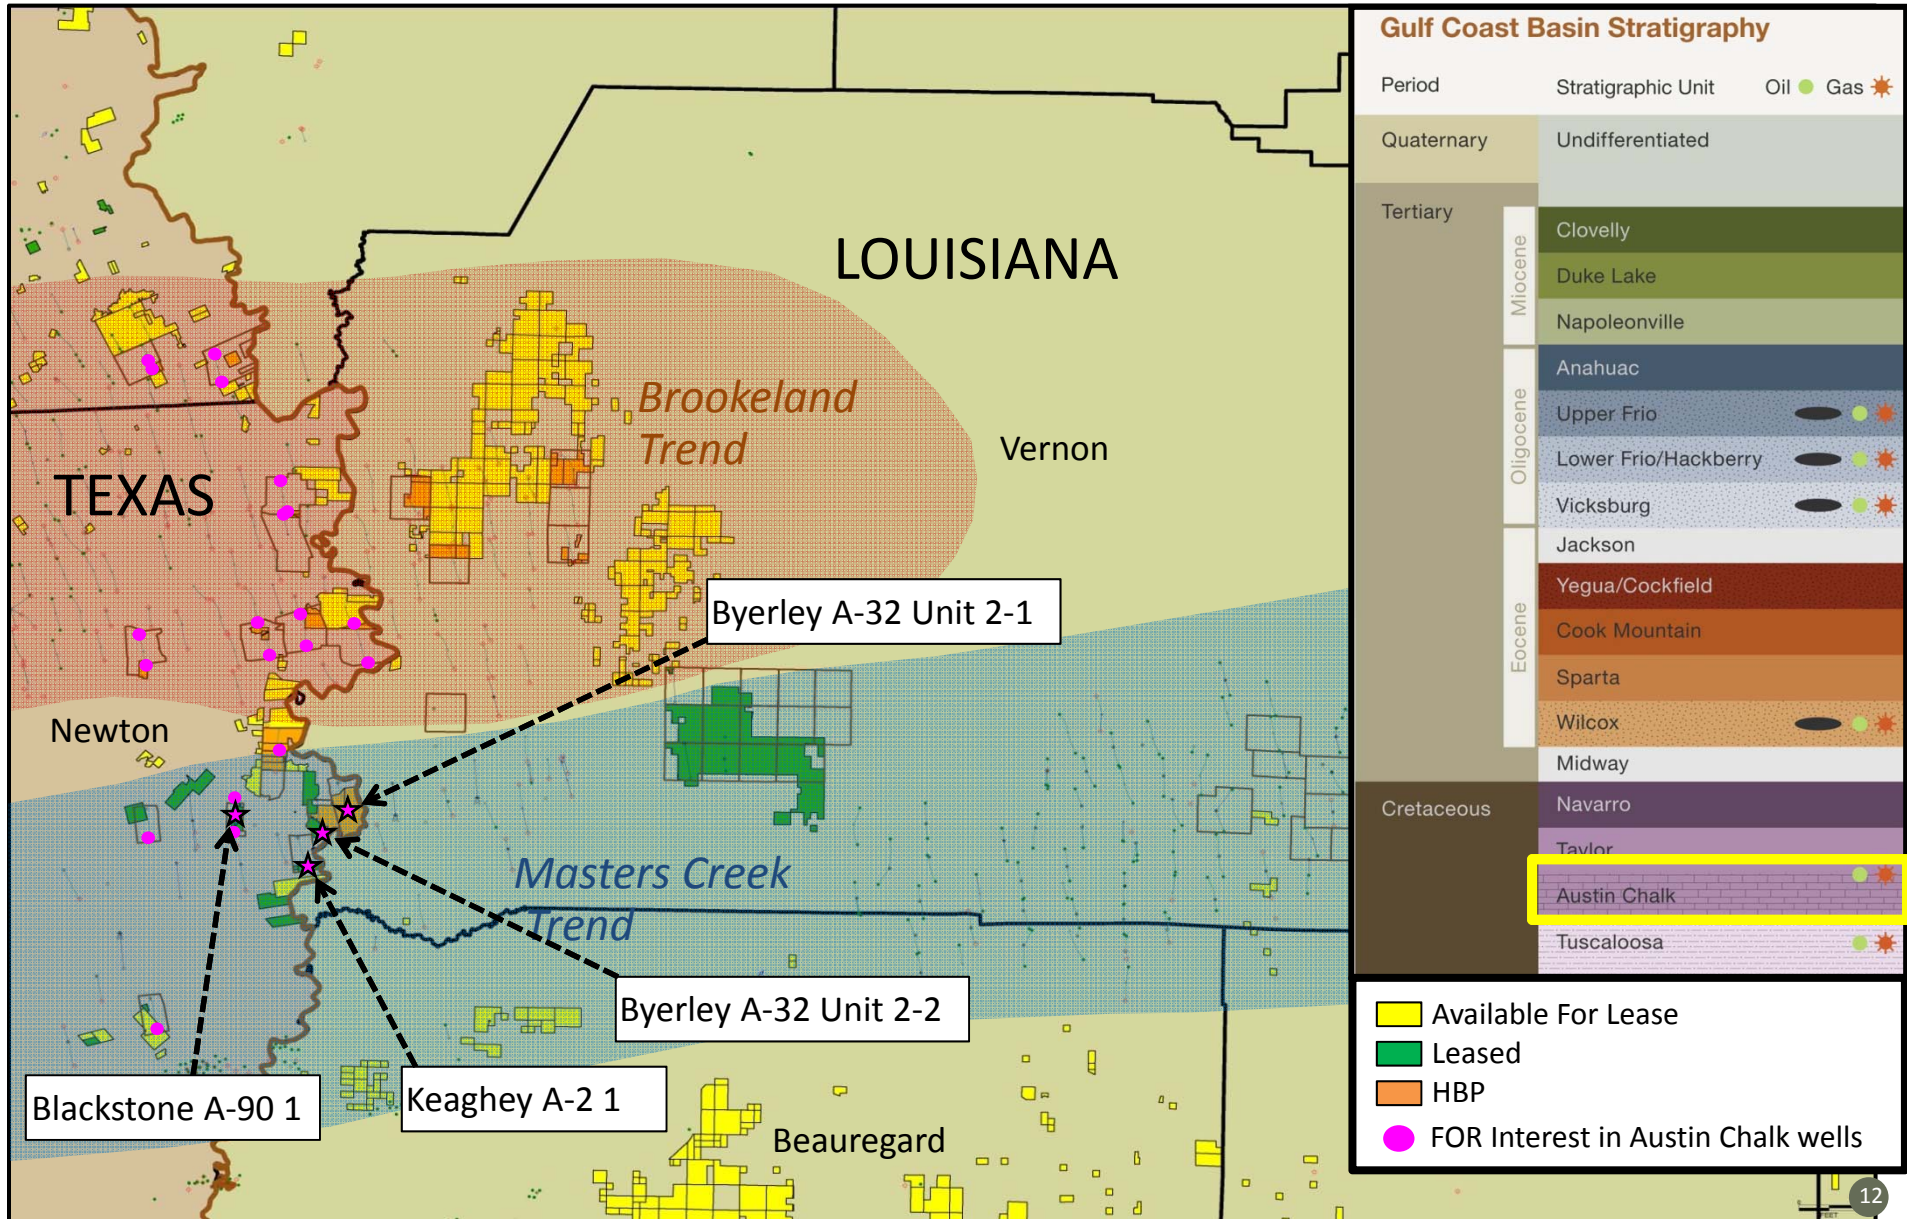 LOUISIANA
Brookeland
Trend
Vernon
TEXAS
Byerley A-32 Unit 2-1
Newton
Masters Creek
Trend
Byerley A-32 Unit 2-2
Blackstone A-90 1
Keaghey A-2 1
Beauregard
Gulf Coast Basin Stratigraphy
Period Stratigraphic Unit Oil Gas
Quaternary Undifferentiated
Tertiary
Miocene
Clovelly
Duke Lake
Napoleonville
Oligocene
Anahuac
Upper Frio
Lower Frio/Hackberry
Vicksburg
Eocene
Jackson
Yegua/Cockfield
Cook Mountain
Sparta
Wilcox
Midway
Cretaceous
Navarro
Taylor
Austin Chalk
Tuscaloosa
Available For Lease
Leased
HBP
FOR Interest in Austin Chalk wells
FEET
12